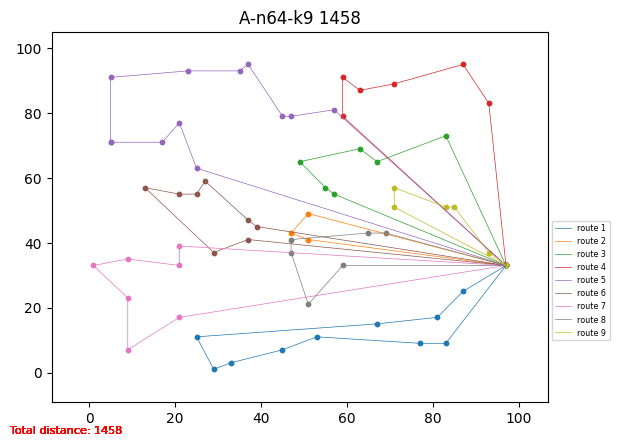 A-n64-k9 1458
100
80
60
40
20
0
0 20 40 60 80 100
route 1
route 2
route 3
route 4
route 5
route 6
route 7
route 8
route 9
Total distance: 1458